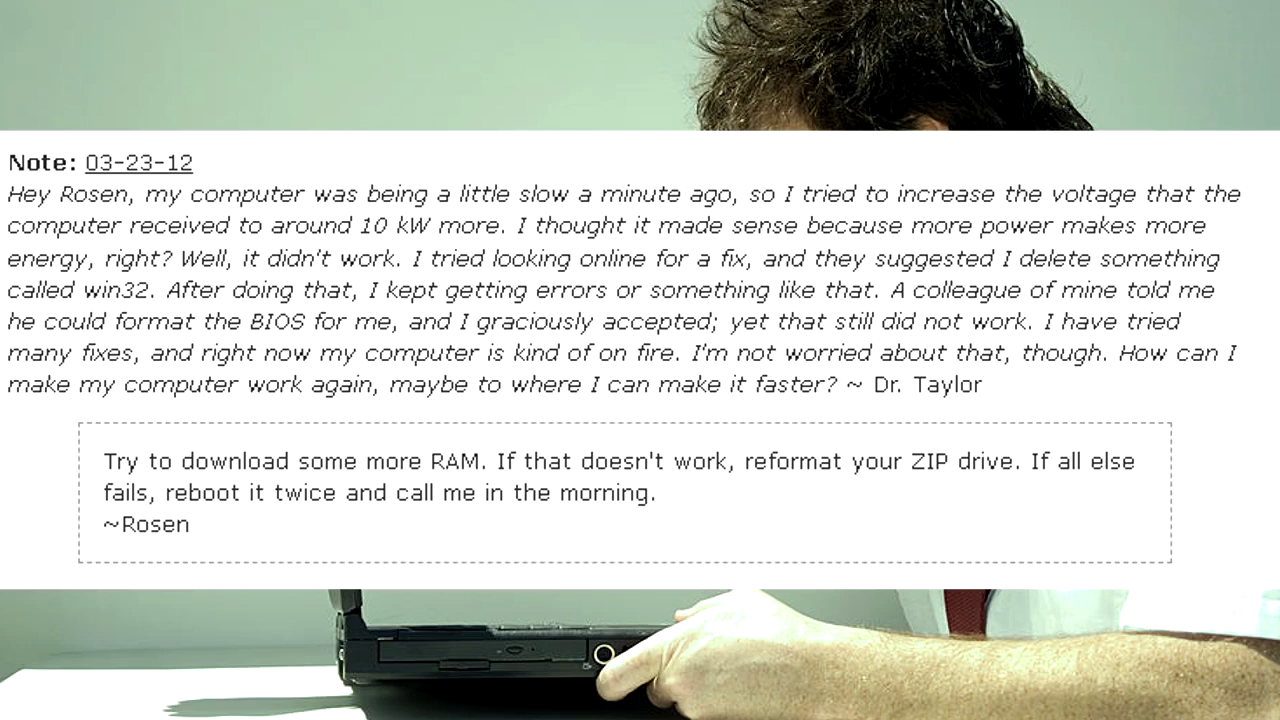 Note: 03-23-12
Hey Rosen, my computer was being a little slow a minute ago, so I tried to increase the voltage that the
computer received to around 10 kW more. I thought it made sense because more power makes more
energy, right? Well, it didn't work. I tried looking online for a fix, and they suggested I delete something
called win32. After doing that, I kept getting errors or something like that. A colleague of mine told me
he could format the BIOS for me, and I graciously accepted; yet that still did not work. I have tried
many fixes, and right now my computer is kind of on fire. I'm not worried about that, though. How can I
make my computer work again, maybe to where I can make it faster? ~ Dr. Taylor
Try to download some more RAM. If that doesn't work, reformat your ZIP drive. If all else
fails, reboot it twice and call me in the morning.
~Rosen